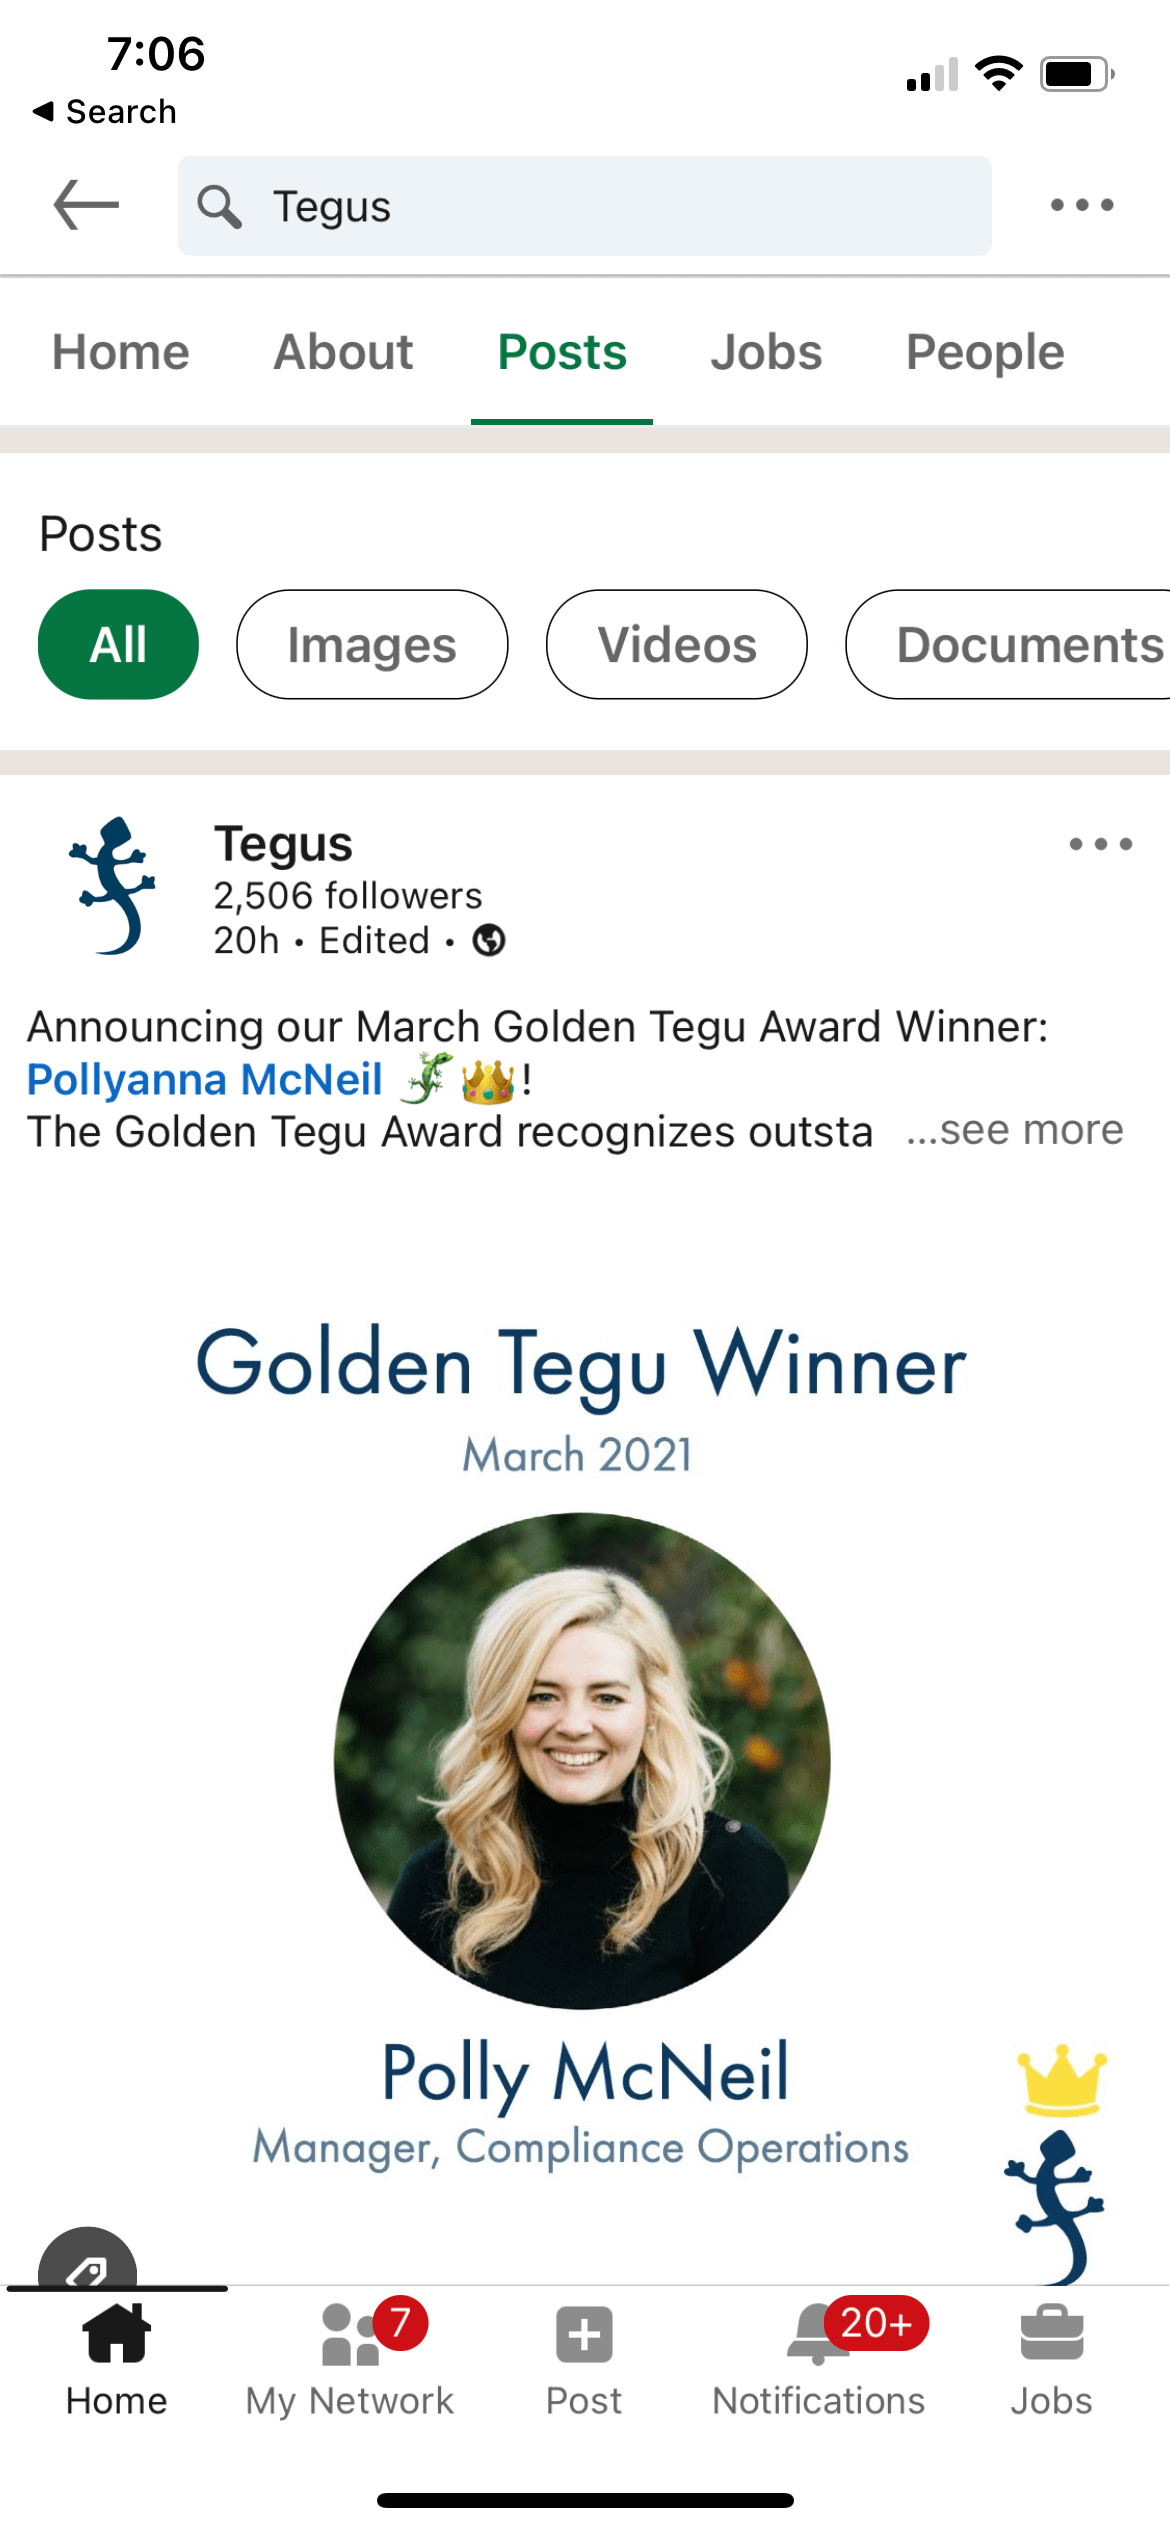 7:06
Search
Tegus
Home About Posts Jobs People
Posts
All Images Videos Documents
Tegus
2,506 followers
20h • Edited •
Announcing our March Golden Tegu Award Winner:
Pollyanna McNeil 🦎👑!
The Golden Tegu Award recognizes outsta ...see more
Golden Tegu Winner
March 2021
Polly McNeil
Manager, Compliance Operations
7 20+
Home My Network Post Notifications Jobs